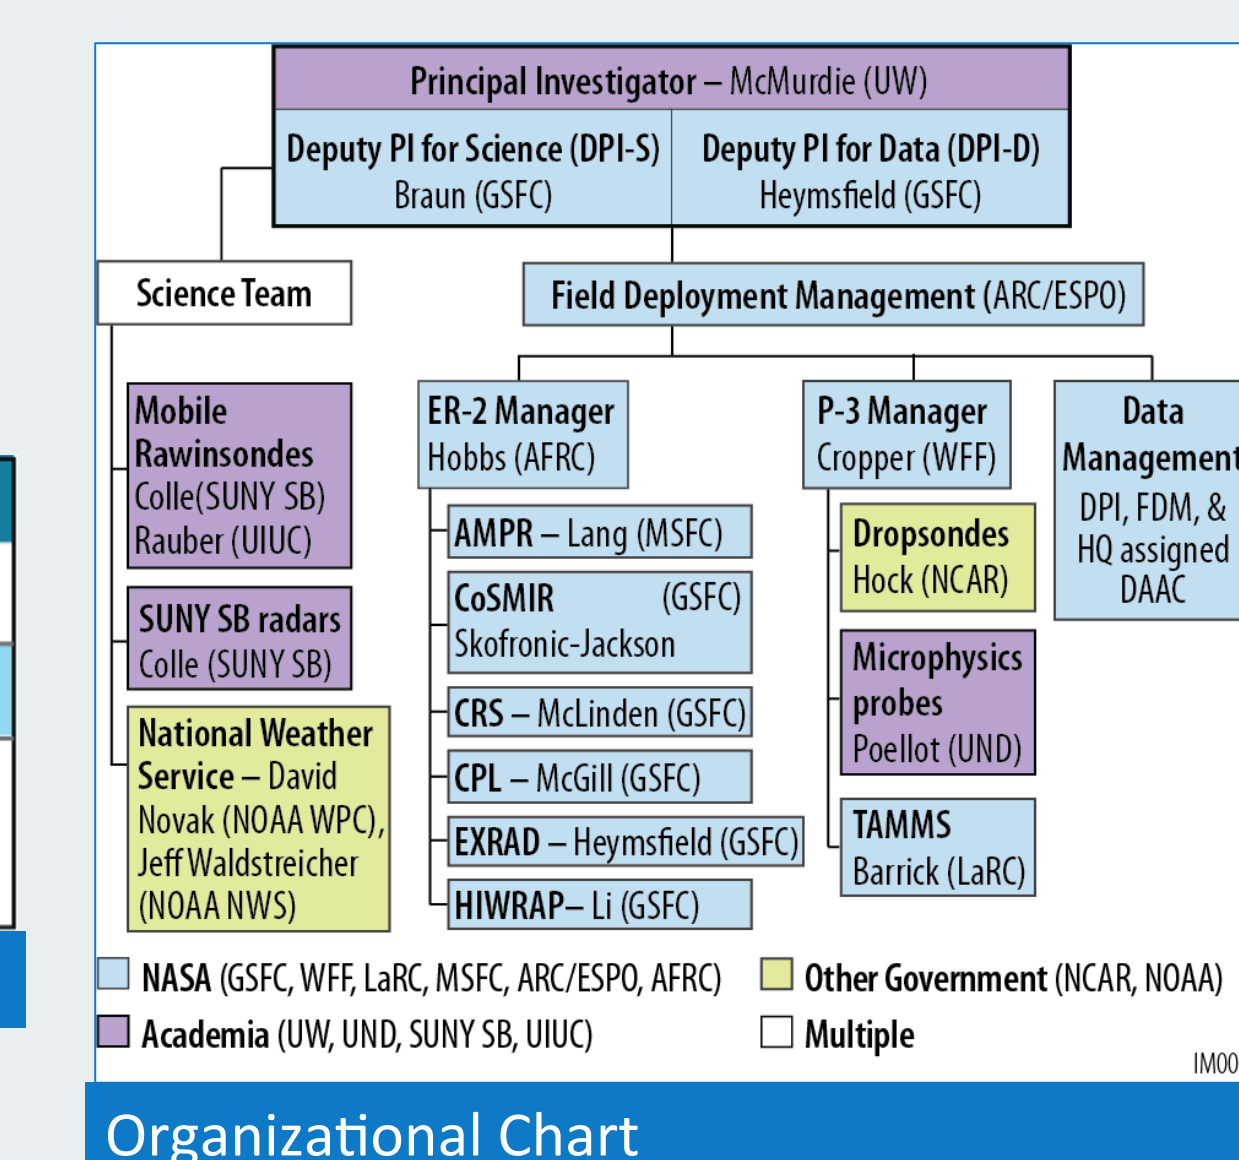 Principal Investigator – McMurdie (UW)
Deputy PI for Science (DPI-S)
Braun (GSFC)
Deputy PI for Data (DPI-D)
Heymsfield (GSFC)
Science Team
Field Deployment Management (ARC/ESPO)
Mobile
Rawinsondes
Colle(SUNY SB)
Rauber (UIUC)
SUNY SB radars
Colle (SUNY SB)
National Weather
Service – David
Novak (NOAA WPC),
Jeff Waldstreicher
(NOAA NWS)
ER-2 Manager
Hobbs (AFRC)
AMPR – Lang (MSFC)
CoSMIR (GSFC)
Skofronic-Jackson
CRS – McLinden (GSFC)
CPL – McGill (GSFC)
EXRAD – Heymsfield (GSFC)
HIWRAP– Li (GSFC)
P-3 Manager
Cropper (WFF)
Dropsondes
Hock (NCAR)
Microphysics
probes
Poellot (UND)
TAMMS
Barrick (LaRC)
Data
Management
DPI, FDM, &
HQ assigned
DAAC
NASA (GSFC, WFF, LaRC, MSFC, ARC/ESPO, AFRC)
Other Government (NCAR, NOAA)
Academia (UW, UND, SUNY SB, UIUC)
Multiple
IM00
Organizational Chart